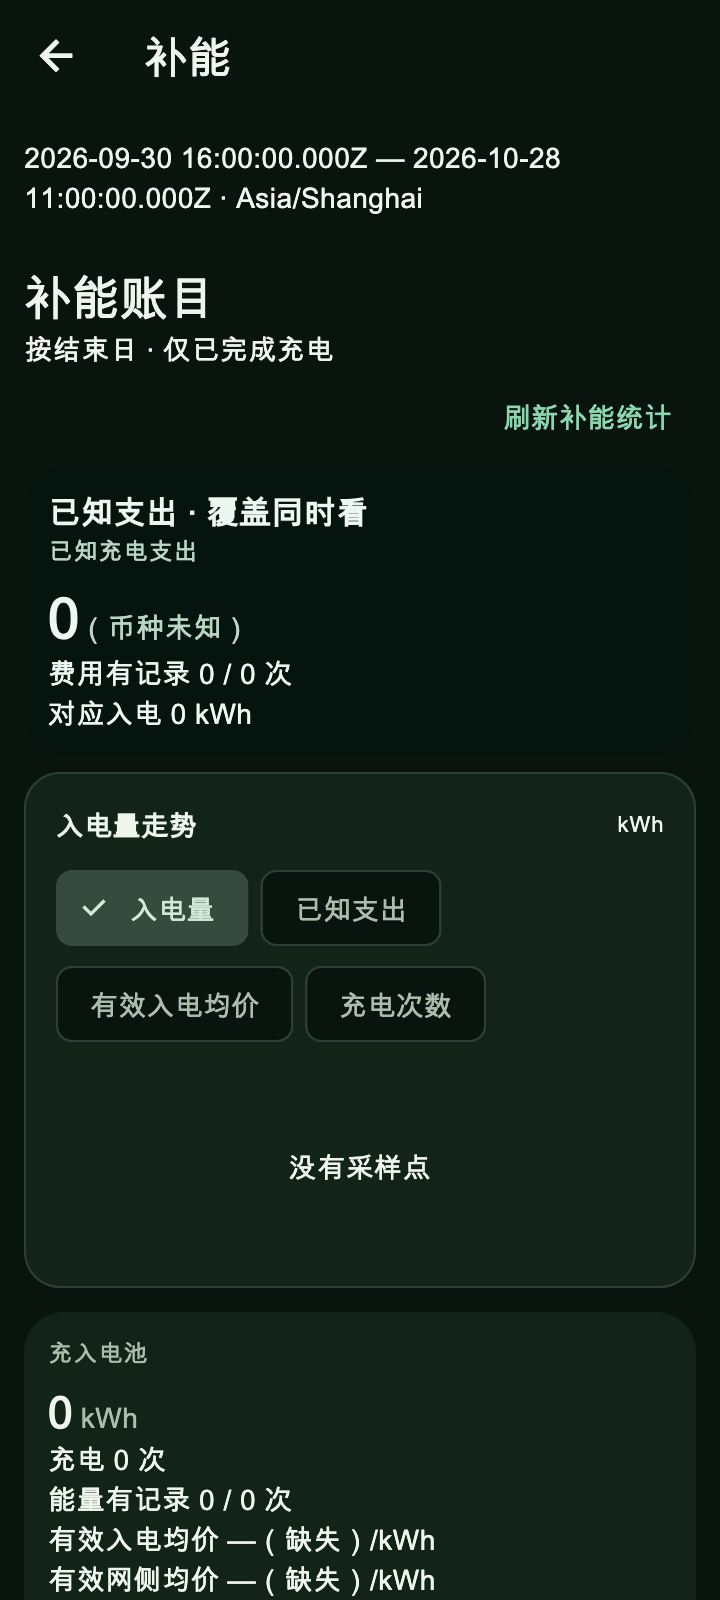 补能
2026-09-30 16:00:00.000Z — 2026-10-28
11:00:00.000Z · Asia/Shanghai
补能账目
按结束日 · 仅已完成充电
刷新补能统计
已知支出 · 覆盖同时看
已知充电支出
0 ( 币种未知 )
费用有记录 0 / 0 次
对应入电 0 kWh
入电量走势
kWh
入电量
已知支出
有效入电均价
充电次数
没有采样点
充入电池
0 kWh
充电 0 次
能量有记录 0 / 0 次
有效入电均价 — ( 缺失 ) /kWh
有效网侧均价 — ( 缺失 ) /kWh